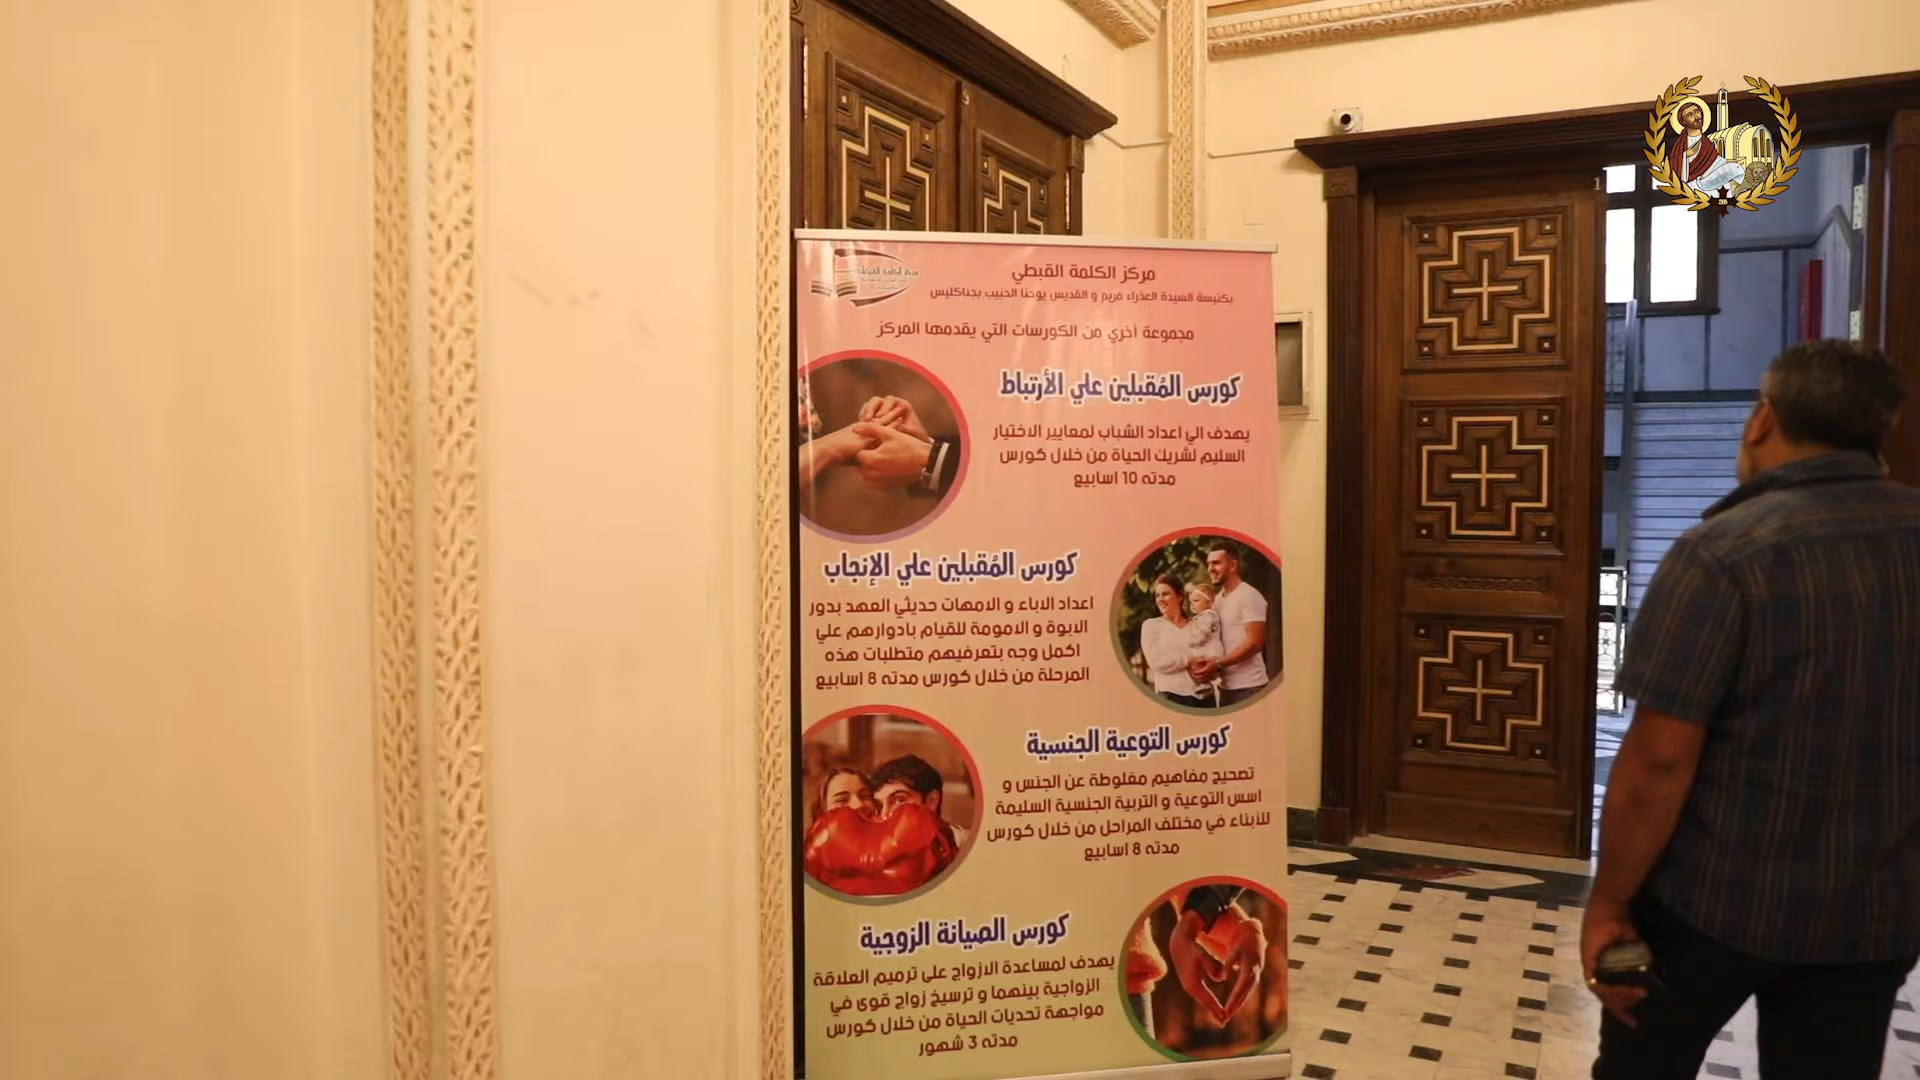 مركز الكلمة القبطي
بكنيسة السيدة العذراء مريم و القديس يوحنا الحبيب بجناكليس
مجموعة أخري من الكورسات التي يقدمها المركز
كورس المُقبلين علي الأرتباط
يهدف الي اعداد الشباب لمعايير الاختيار
السليم لشريك الحياة من خلال كورس
مدته 10 اسابيع
كورس المُقبلين علي الإنجاب
اعداد الاباء و الامهات حديثي العهد بدور
الابوة و الامومة للقيام بادوارهم علي
اكمل وجه بتعرفيهم متطلبات هذه
المرحلة من خلال كورس مدته 8 اسابيع
كورس التوعية الجنسية
تصحيح مفاهيم مغلوطة عن الجنس و
اسس التوعية و التربية الجنسية السليمة
للأبناء في مختلف المراحل من خلال كورس
مدته 8 اسابيع
كورس الصيانة الزوجية
يهدف لمساعدة الازواج على ترميم العلاقة
الزواجية بينهما و ترسيخ زواج قوى في
مواجهة تحديات الحياة من خلال كورس
مدته 3 شهور